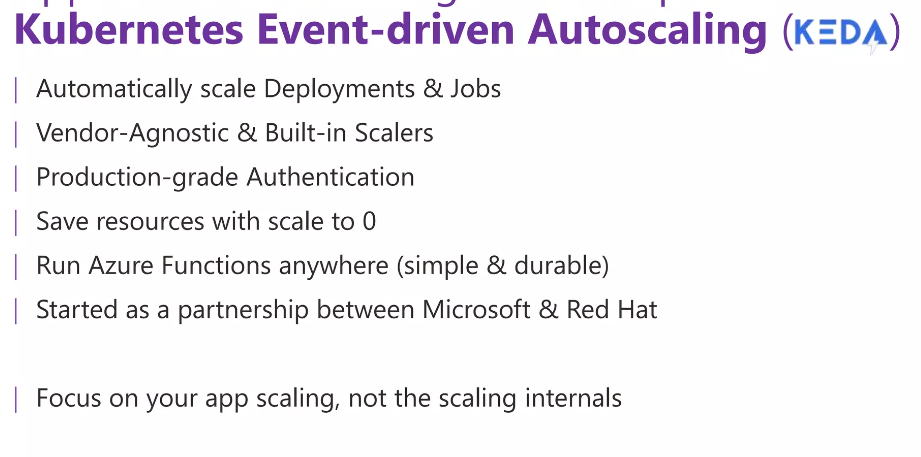 Kubernetes Event-driven Autoscaling (KEDA)
Automatically scale Deployments & Jobs
Vendor-Agnostic & Built-in Scalers
Production-grade Authentication
Save resources with scale to 0
Run Azure Functions anywhere (simple & durable)
Started as a partnership between Microsoft & Red Hat
Focus on your app scaling, not the scaling internals